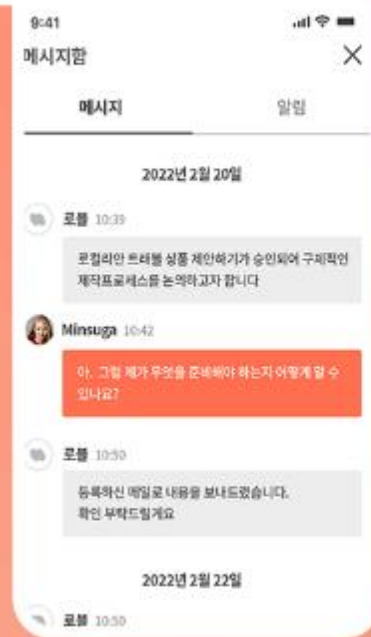 9:41
메시지함
메시지
알림
2022년 2월 20일
로블 10:39
로컬리안 트래블 상품 제안하기가 승인되어 구체적인
제작프로세스를 논의하고자 합니다
Minsuga 10:42
아. 그럼 제가 무엇을 준비해야 하는지 어떻게 알 수
있나요?
로블 10:50
등록하신 메일로 내용을 보내드렸습니다.
확인 부탁드릴게요
2022년 2월 22일
로블 10:50